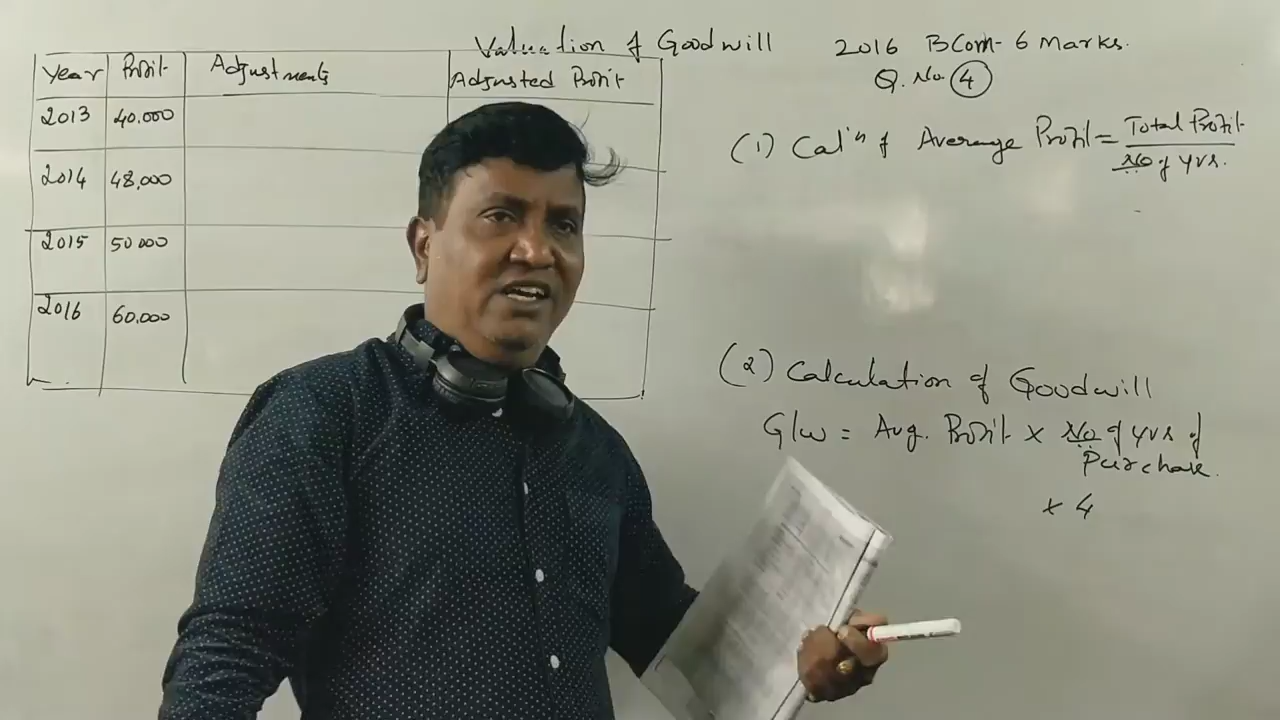 Valuation of Goodwill
2016 BCom- 6 Marks.
Q. No. 4
Year Profit Adjustments Adjusted Profit
2013 40,000
2014 48,000
2015 50000
2016 60,000
(1) Cal'n of Average Profit = Total Profit
No of yrs.
(2) Calculation of Goodwill
G/w = Avg. Profit × No of yrs of
Purchase.
× 4